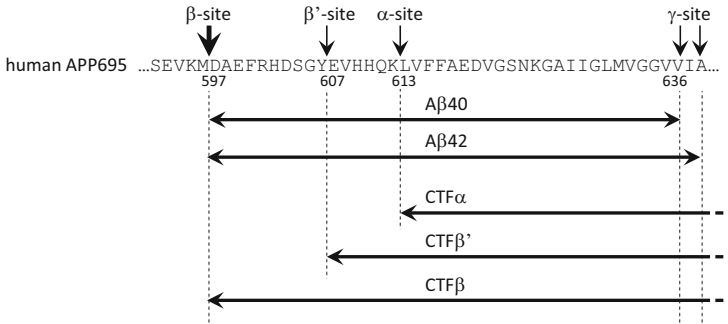 β-site β’-site α-site γ-site
human APP695 ...SEVKMDAEFRHDSGYEVHHQKLVFFAEDVGSNKGAIIGLMVGGVVIA...
597 607 613 636
Aβ40
Aβ42
CTFα
CTFβ’
CTFβ